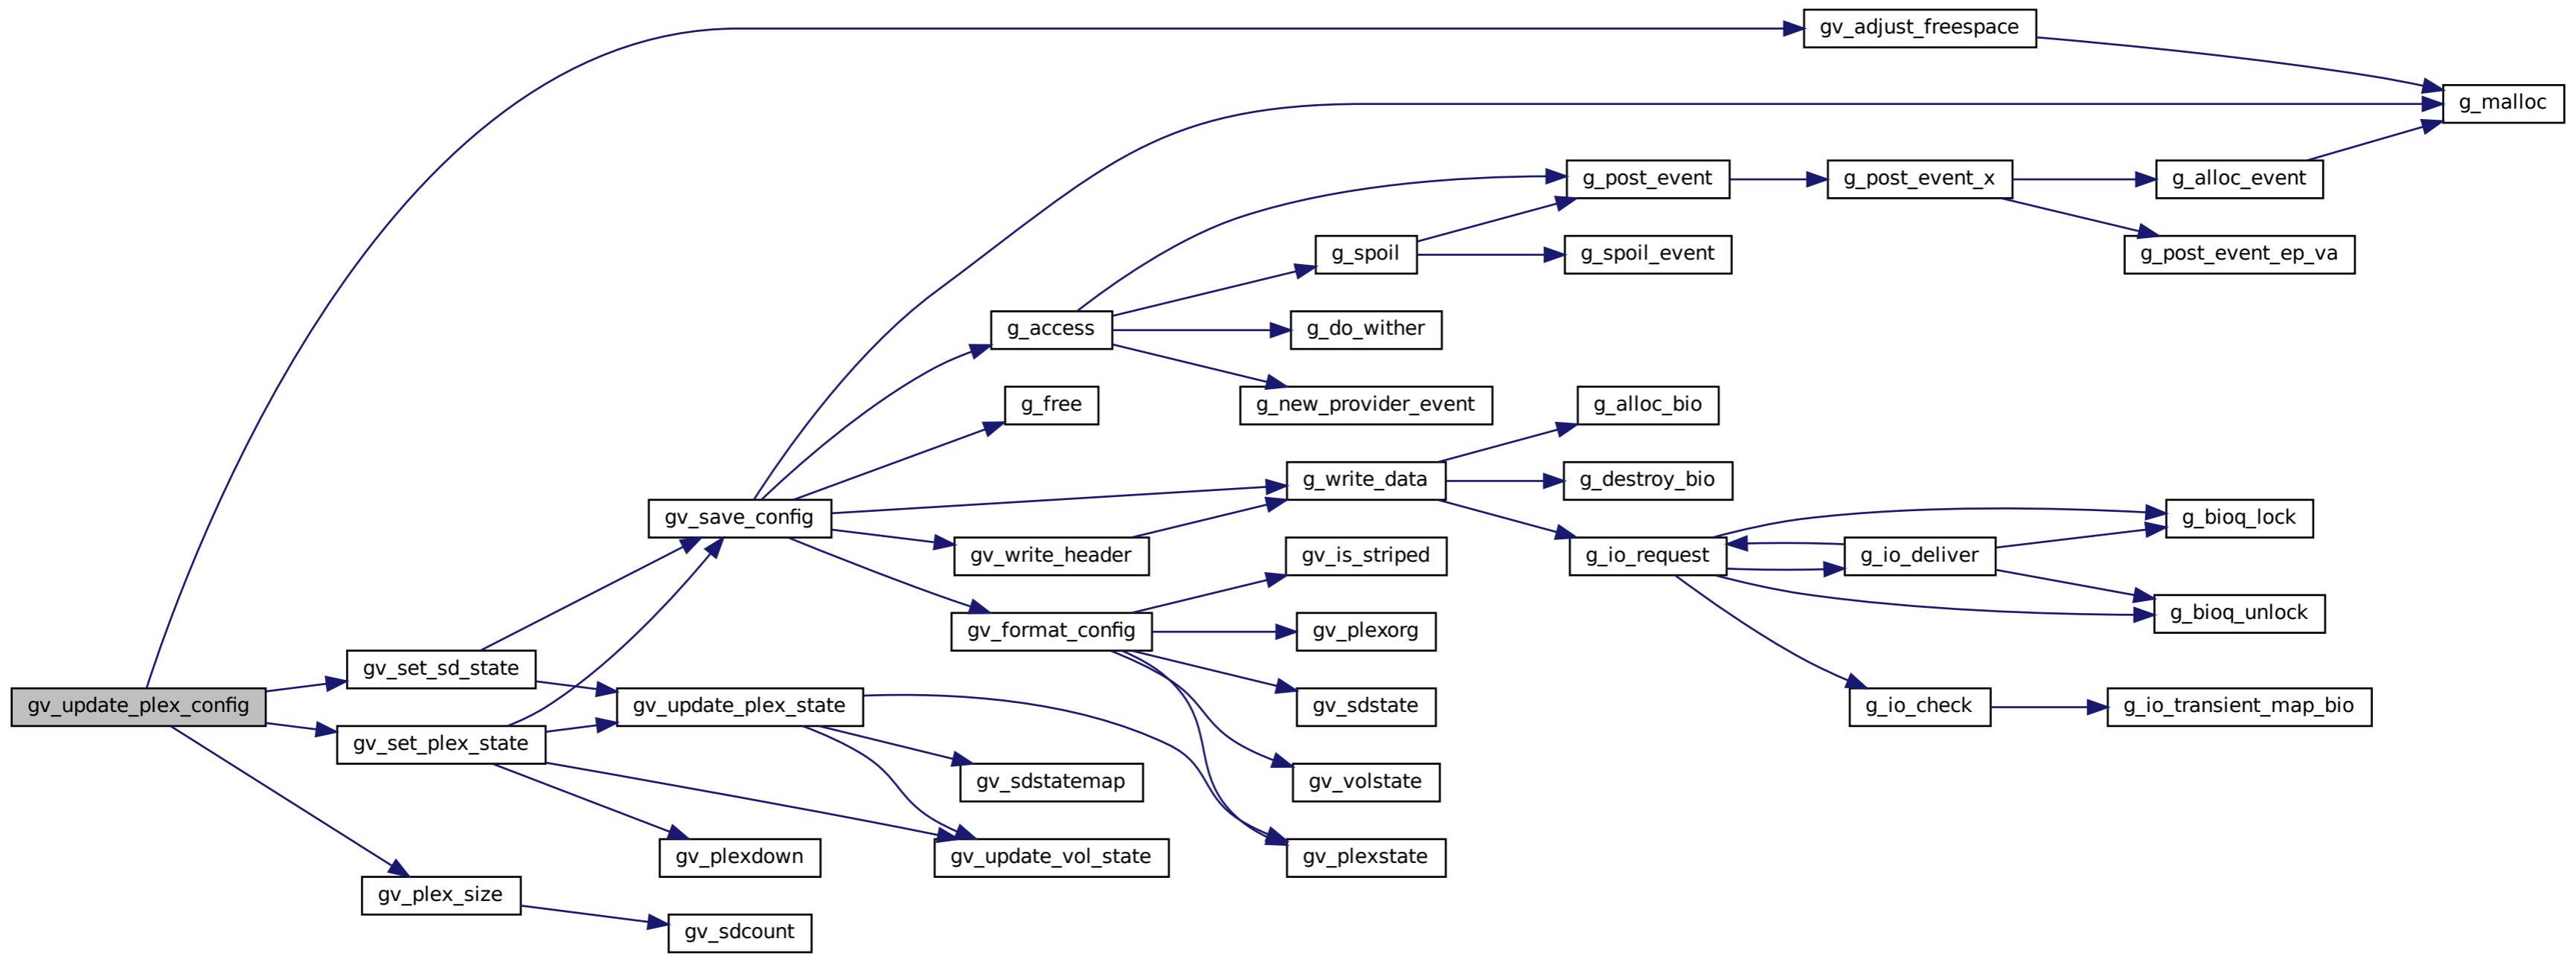 gv_adjust_freespace
g_malloc
g_post_event
g_post_event_x
g_alloc_event
g_spoil
g_spoil_event
g_post_event_ep_va
g_access
g_do_wither
g_free
g_new_provider_event
g_alloc_bio
g_write_data
g_destroy_bio
gv_save_config
g_bioq_lock
gv_write_header
gv_is_striped
g_io_request
g_io_deliver
g_bioq_unlock
gv_format_config
gv_plexorg
gv_set_sd_state
gv_update_plex_config
gv_update_plex_state
gv_sdstate
g_io_check
g_io_transient_map_bio
gv_set_plex_state
gv_sdstatemap
gv_volstate
gv_plexdown
gv_update_vol_state
gv_plexstate
gv_plex_size
gv_sdcount